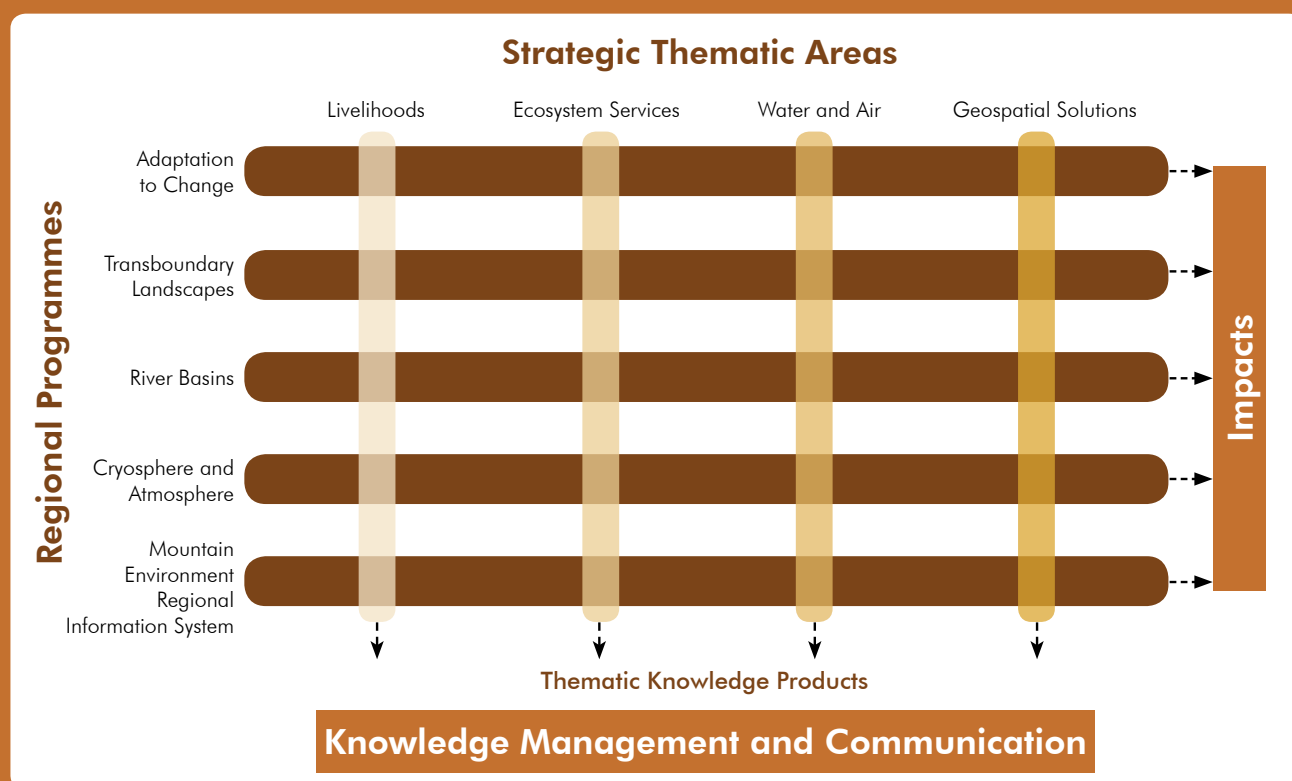 Strategic Thematic Areas
Livelihoods
Ecosystem Services
Water and Air
Geospatial Solutions
Regional Programmes
Adaptation
to Change
Transboundary
Landscapes
River Basins
Cryosphere and
Atmosphere
Mountain
Environment
Regional
Information System
Impacts
Thematic Knowledge Products
Knowledge Management and Communication